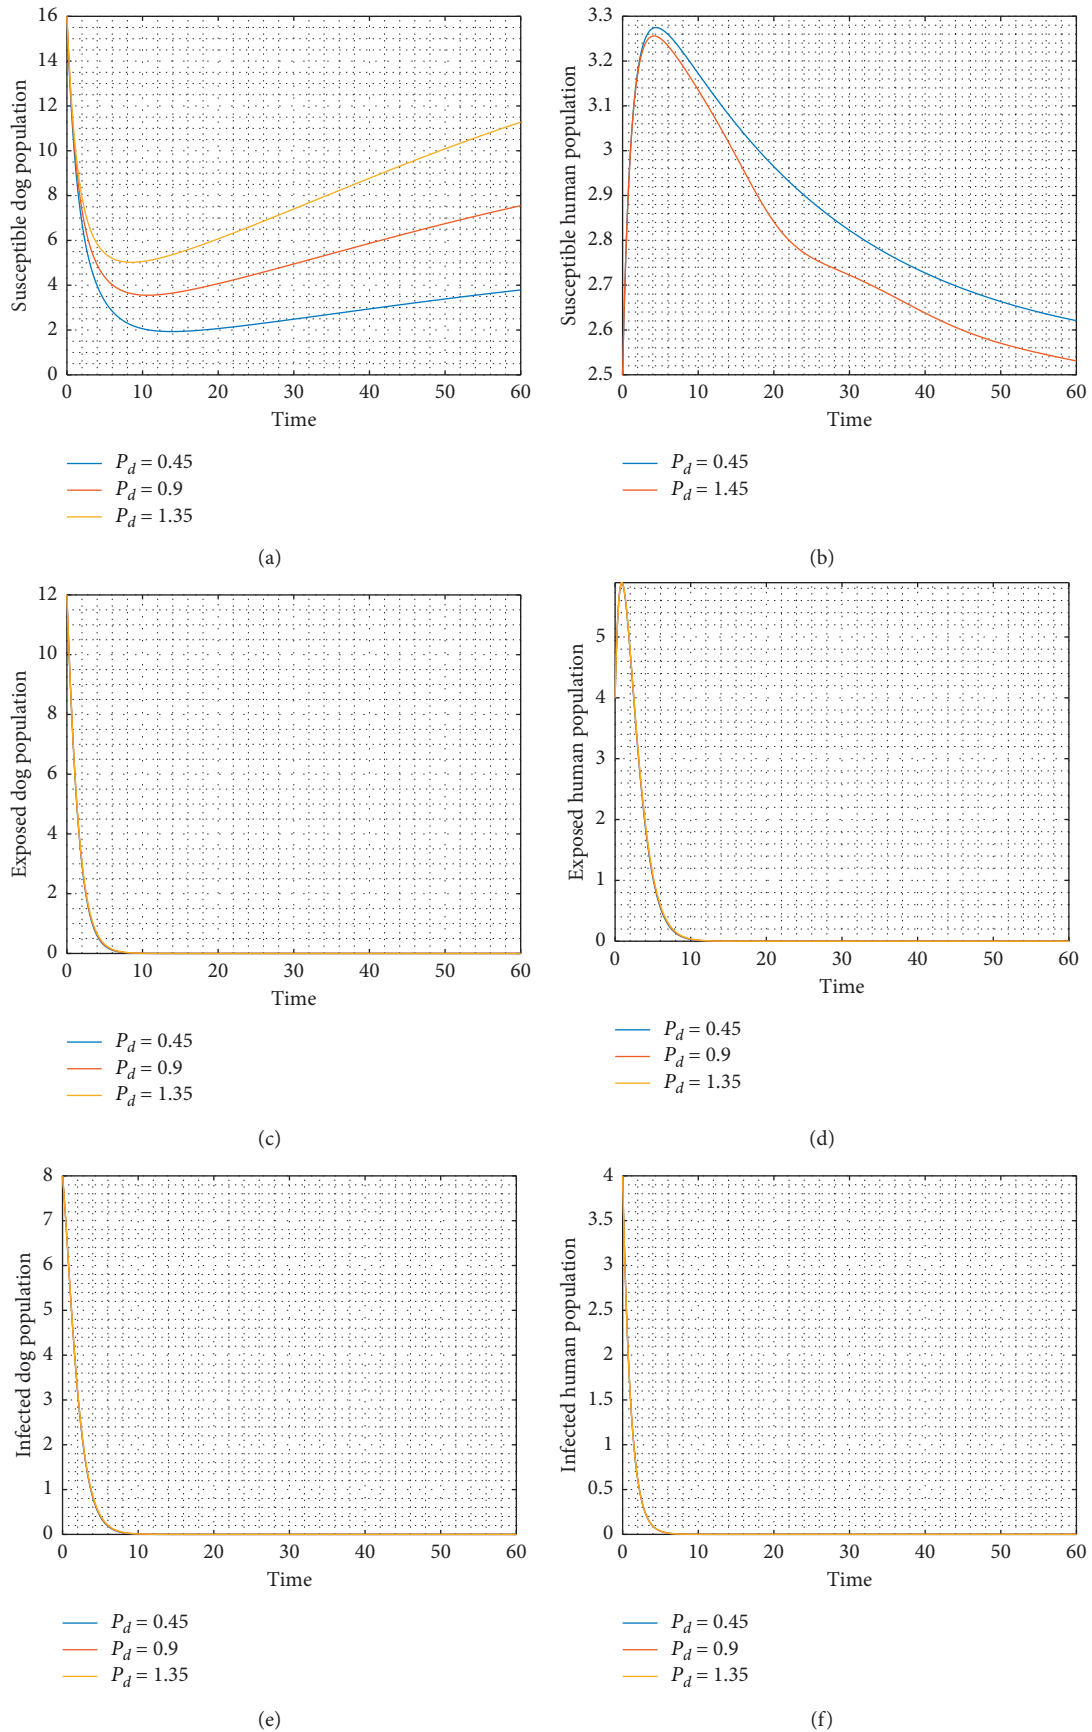 Susceptible dog population
16
14
12
10
8
6
4
2
0
0 10 20 30 40 50 60
Time
P_d = 0.45
P_d = 0.9
P_d = 1.35
(a)
Susceptible human population
3.3
3.2
3.1
3
2.9
2.8
2.7
2.6
2.5
0 10 20 30 40 50 60
Time
P_d = 0.45
P_d = 1.45
(b)
Exposed dog population
12
10
8
6
4
2
0
0 10 20 30 40 50 60
Time
P_d = 0.45
P_d = 0.9
P_d = 1.35
(c)
Exposed human population
5
4
3
2
1
0
0 10 20 30 40 50 60
Time
P_d = 0.45
P_d = 0.9
P_d = 1.35
(d)
Infected dog population
8
7
6
5
4
3
2
1
0
0 10 20 30 40 50 60
Time
P_d = 0.45
P_d = 0.9
P_d = 1.35
(e)
Infected human population
4
3.5
3
2.5
2
1.5
1
0.5
0
0 10 20 30 40 50 60
Time
P_d = 0.45
P_d = 0.9
P_d = 1.35
(f)